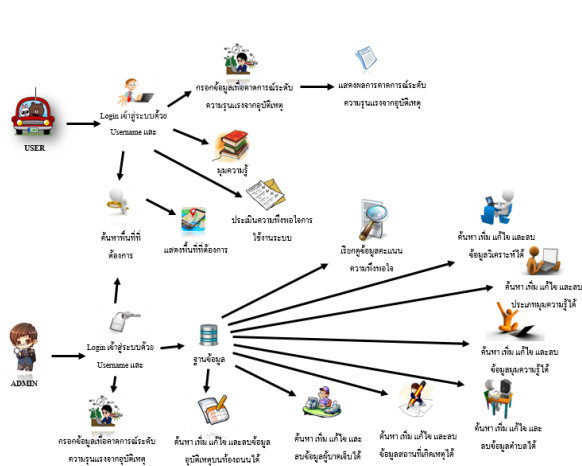 กรอกข้อมูลเพื่อคาดการณ์ระดับ
ความรุนแรงจากอุบัติเหตุ
แสดงผลการคาดการณ์ระดับ
ความรุนแรงจากอุบัติเหตุ
USER
Login เข้าสู่ระบบด้วย
Username และ
มุมความรู้
ประเมินความพึงพอใจการ
ใช้งานระบบ
ค้นหาพื้นที่ที่
ต้องการ
แสดงพื้นที่ที่ต้องการ
เรียกดูข้อมูลคะแนน
ความพึงพอใจ
ค้นหา เพิ่ม แก้ไข และลบ
ข้อมูลวิเคราะห์ได้
ค้นหา เพิ่ม แก้ไข และลบ
ประเภทมุมความรู้ได้
ADMIN
Login เข้าสู่ระบบด้วย
Username และ
ฐานข้อมูล
ค้นหา เพิ่ม แก้ไข และลบ
ข้อมูลมุมความรู้ได้
กรอกข้อมูลเพื่อคาดการณ์ระดับ
ความรุนแรงจากอุบัติเหตุ
ค้นหา เพิ่ม แก้ไข และลบข้อมูล
อุบัติเหตุบนท้องถนนได้
ค้นหา เพิ่ม แก้ไข และ
ลบข้อมูลผู้บาดเจ็บได้
ค้นหา เพิ่ม แก้ไข และลบ
ข้อมูลสถานที่เกิดเหตุได้
ค้นหา เพิ่ม แก้ไข และ
ลบข้อมูลตำบลได้